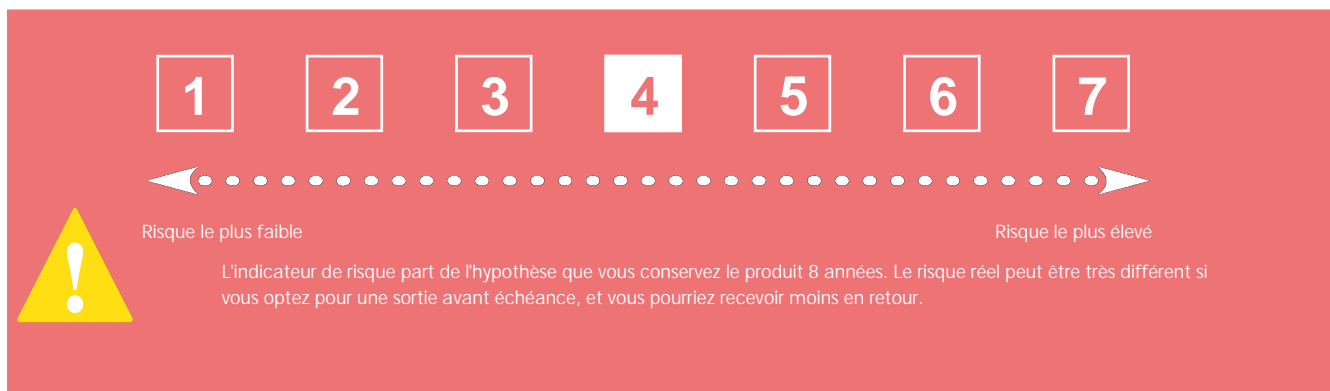 1 2 3 4 5 6 7
Risque le plus faible
Risque le plus élevé
!
L'indicateur de risque part de l'hypothèse que vous conservez le produit 8 années. Le risque réel peut être très différent si
vous optez pour une sortie avant échéance, et vous pourriez recevoir moins en retour.